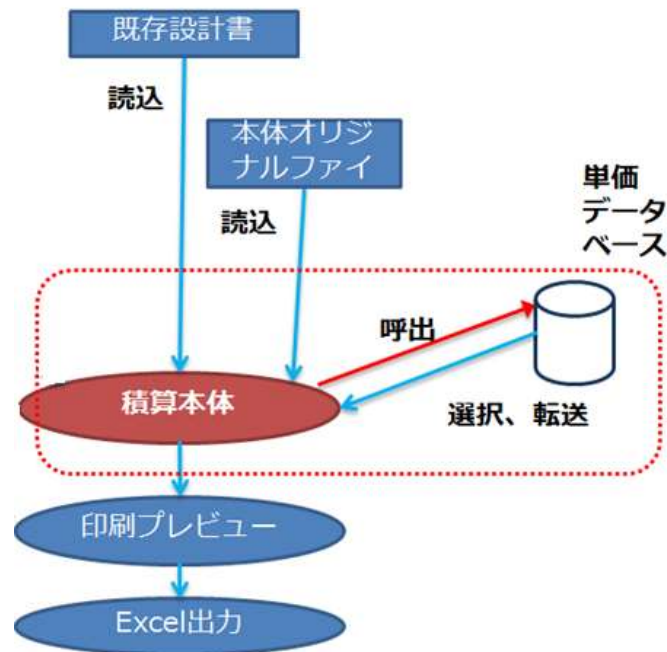 既存設計書
読込
本体オリジ
ナルファイ
読込
単価
データ
ベース
呼出
積算本体
選択、転送
印刷プレビュー
Excel出力